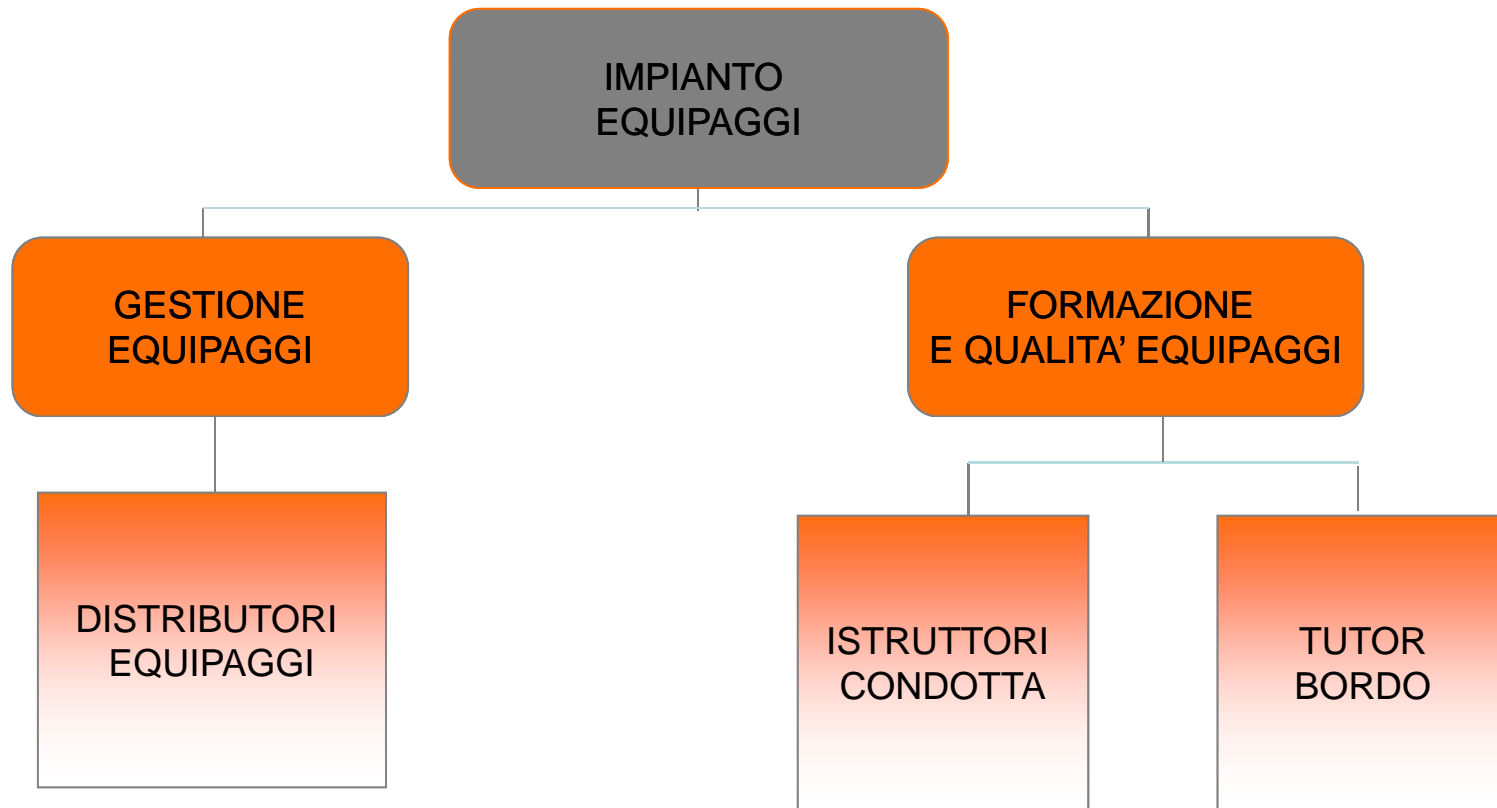 IMPIANTO
EQUIPAGGI
GESTIONE
EQUIPAGGI
FORMAZIONE
E QUALITA’ EQUIPAGGI
DISTRIBUTORI
EQUIPAGGI
ISTRUTTORI
CONDOTTA
TUTOR
BORDO